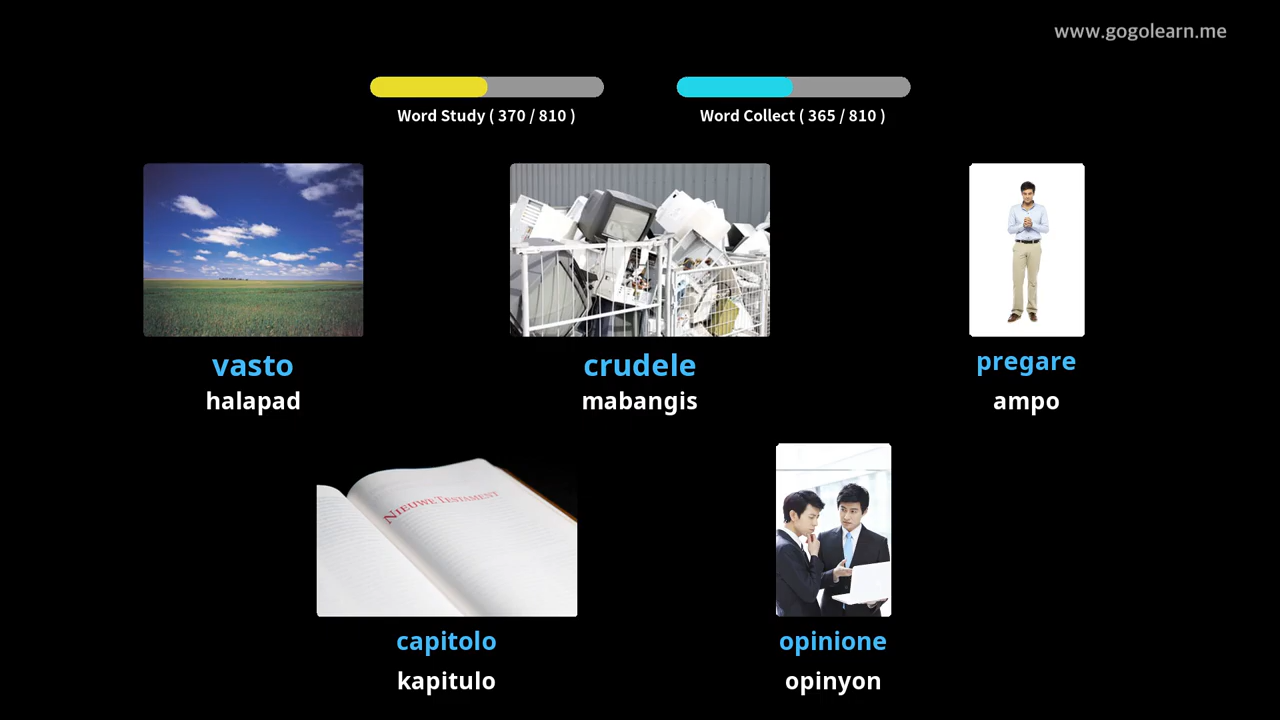 www.gogolearn.me
Word Study ( 370 / 810 )
Word Collect ( 365 / 810 )
vasto
halapad
crudele
mabangis
pregare
ampo
NIEUWE TESTAMENT
capitolo
kapitulo
opinione
opinyon